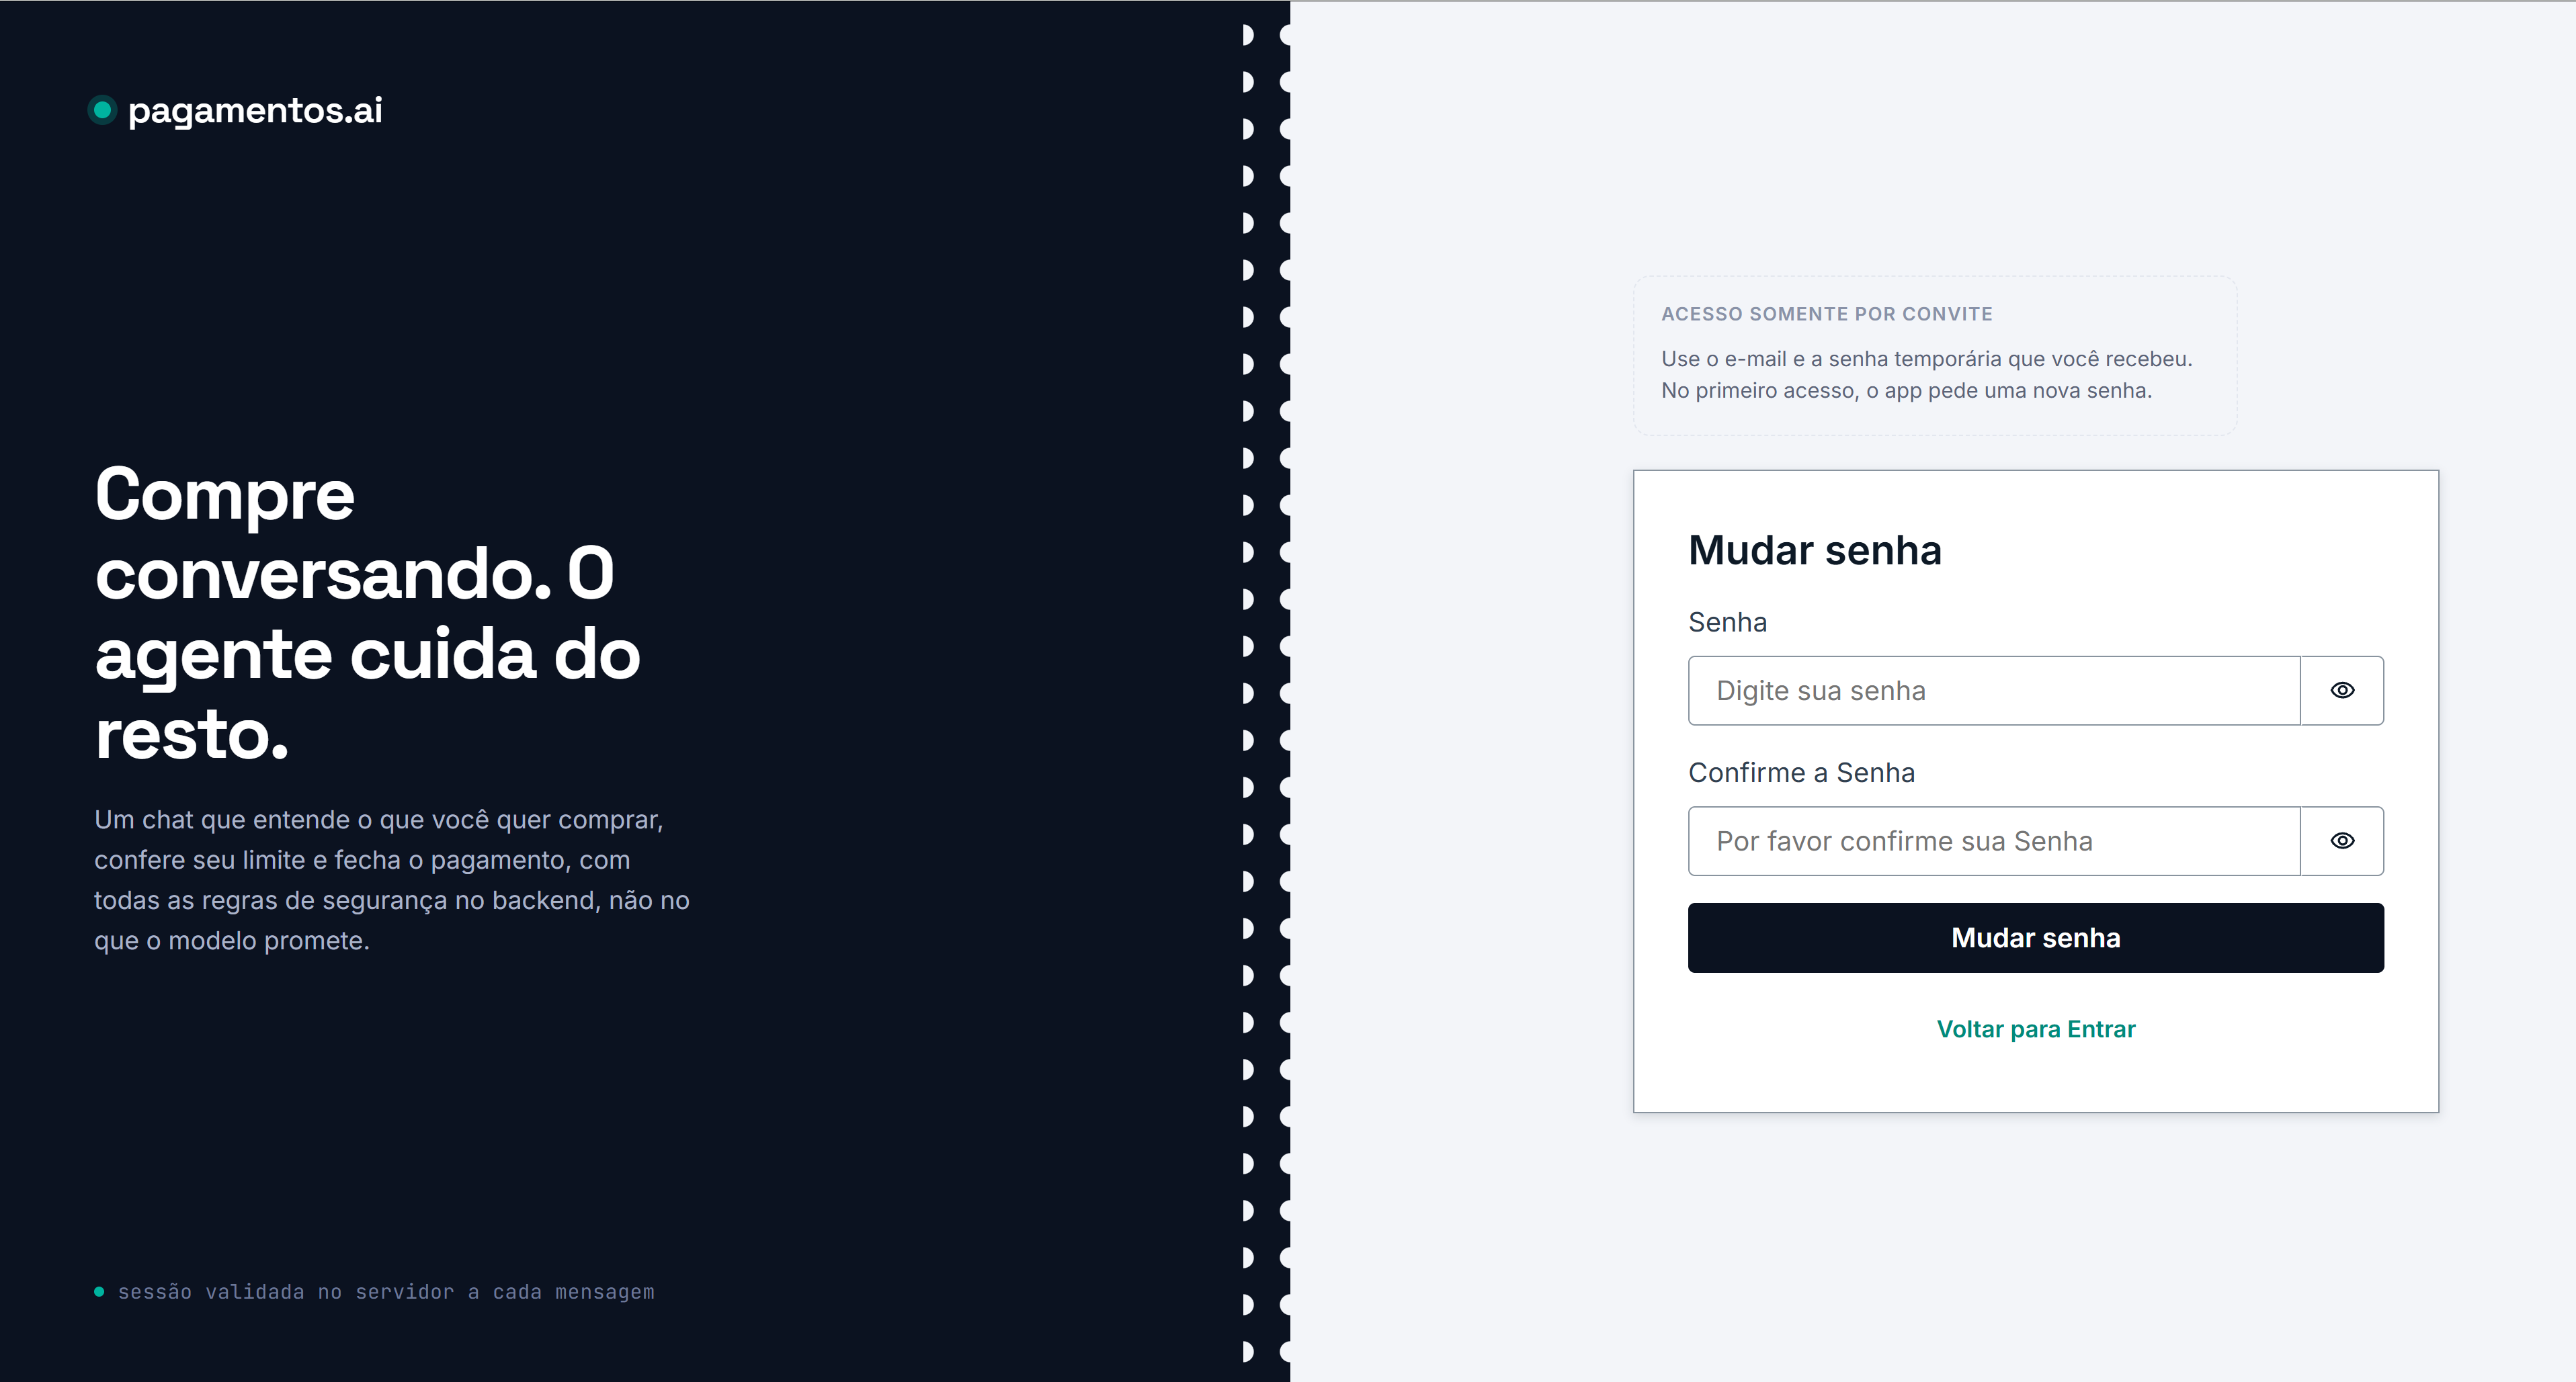 pagamentos.ai
Compre
conversando. O
agente cuida do
resto.
Um chat que entende o que você quer comprar,
confere seu limite e fecha o pagamento, com
todas as regras de segurança no backend, não no
que o modelo promete.
sessão validada no servidor a cada mensagem
ACESSO SOMENTE POR CONVITE
Use o e-mail e a senha temporária que você recebeu.
No primeiro acesso, o app pede uma nova senha.
Mudar senha
Senha
Digite sua senha
Confirme a Senha
Por favor confirme sua Senha
Mudar senha
Voltar para Entrar